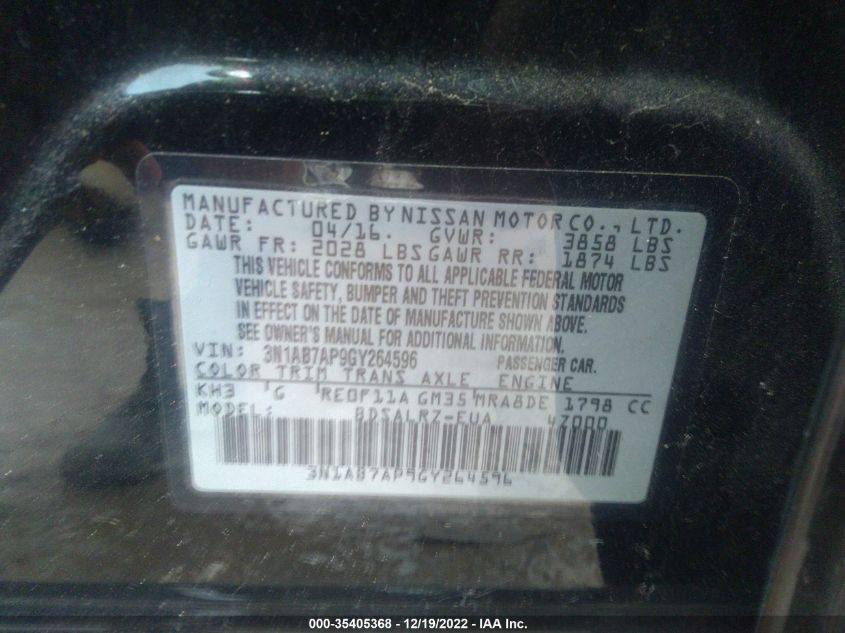 MANUFACTURED BY NISSAN MOTOR CO., LTD.
DATE: 04/16. GVWR: 3858 LBS
GAWR FR: 2028 LBS GAWR RR: 1874 LBS
THIS VEHICLE CONFORMS TO ALL APPLICABLE FEDERAL MOTOR
VEHICLE SAFETY, BUMPER AND THEFT PREVENTION STANDARDS
IN EFFECT ON THE DATE OF MANUFACTURE SHOWN ABOVE.
SEE OWNER'S MANUAL FOR ADDITIONAL INFORMATION.
VIN: 3N1AB7AP9GY264596 PASSENGER CAR.
COLOR TRIM TRANS AXLE ENGINE
KH3 G RE0F11A GM35 MRA8DE 1798 CC
MODEL: BDSALRZ-EUA 4Z000
3N1AB7AP9GY264596
000-35405368 - 12/19/2022 - IAA Inc.